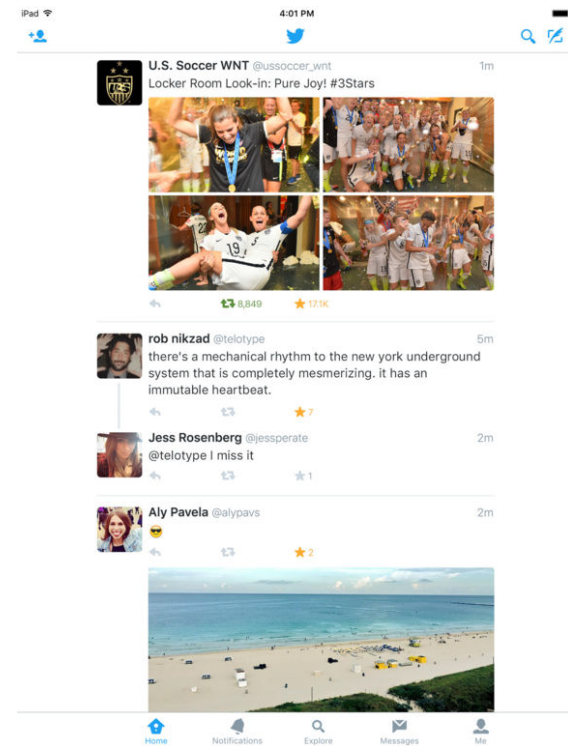 iPad 4:01 PM
U.S. Soccer WNT @ussoccer_wnt 1m
Locker Room Look-in: Pure Joy! #3Stars
22
19 5
8,849 17.1K
rob nikzad @telotype 5m
there's a mechanical rhythm to the new york underground
system that is completely mesmerizing. it has an
immutable heartbeat.
7
Jess Rosenberg @jessperate 2m
@telotype I miss it
1
Aly Pavela @alypavs 2m
😎
2
Home Notifications Explore Messages Me